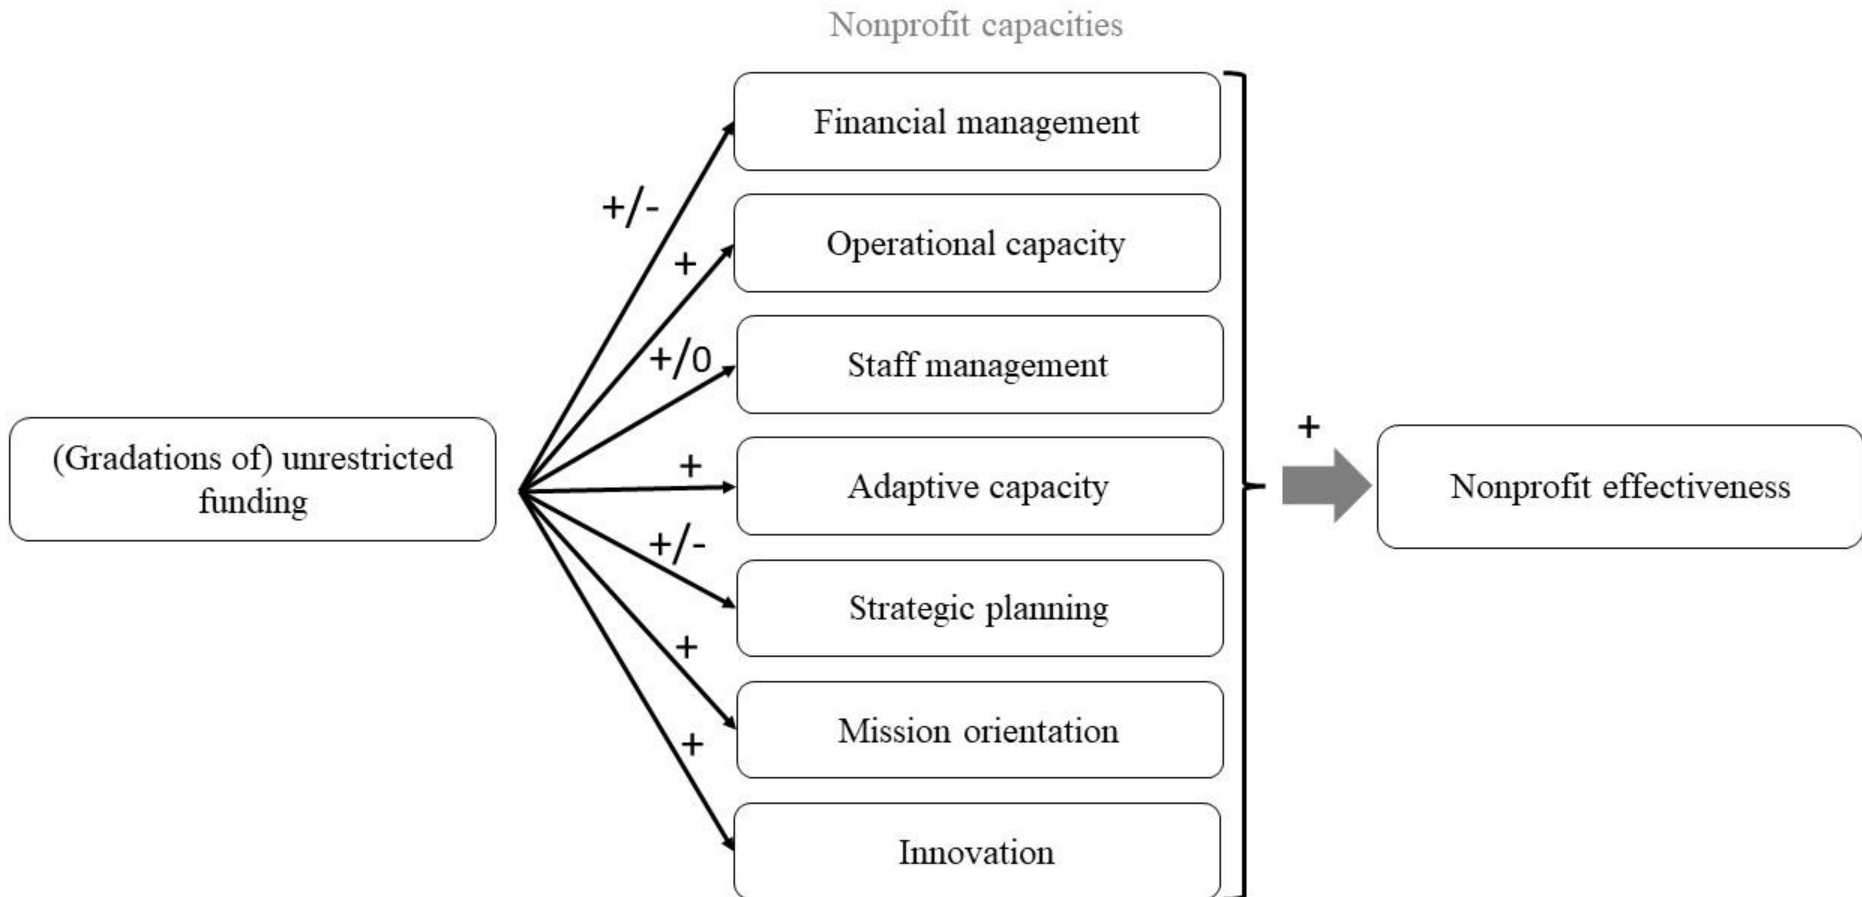 Nonprofit capacities
Financial management
+/-
Operational capacity
+
Staff management
+/0
(Gradations of) unrestricted
funding
Adaptive capacity
+
+
Nonprofit effectiveness
Strategic planning
+/-
Mission orientation
+
Innovation
+